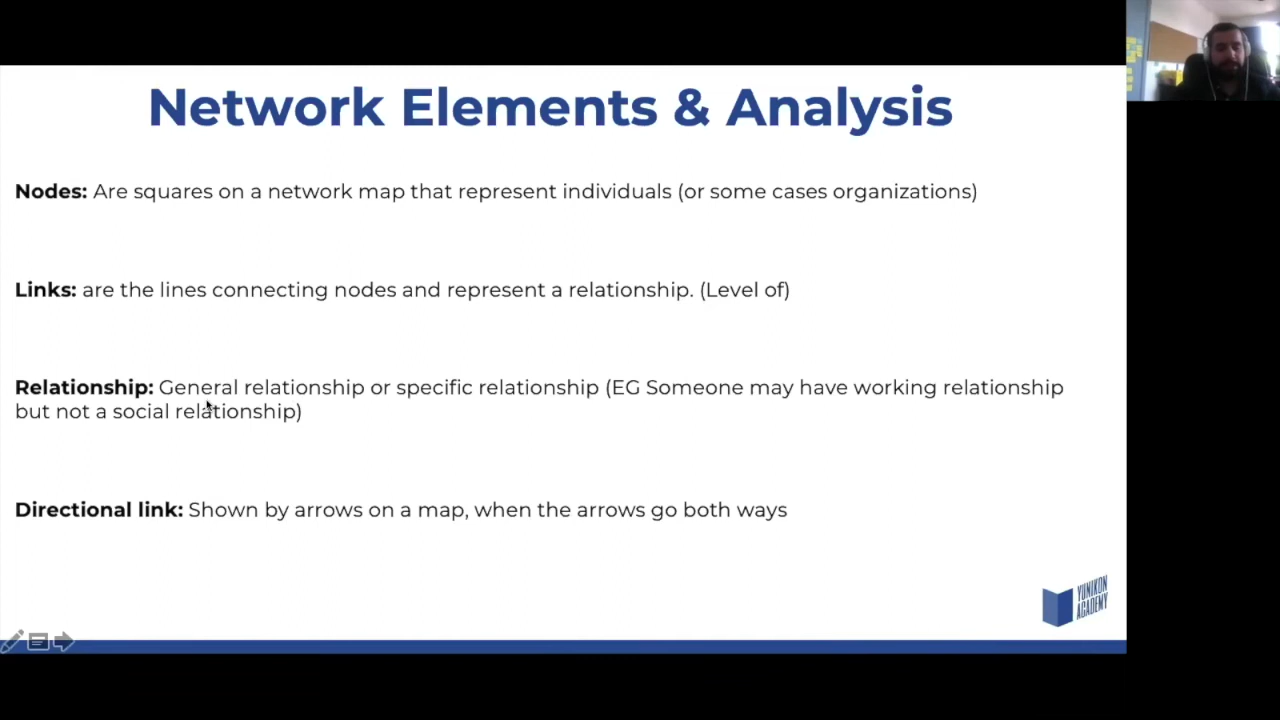 Network Elements & Analysis
Nodes: Are squares on a network map that represent individuals (or some cases organizations)
Links: are the lines connecting nodes and represent a relationship. (Level of)
Relationship: General relationship or specific relationship (EG Someone may have working relationship
but not a social relationship)
Directional link: Shown by arrows on a map, when the arrows go both ways
YUNIKON
ACADEMY